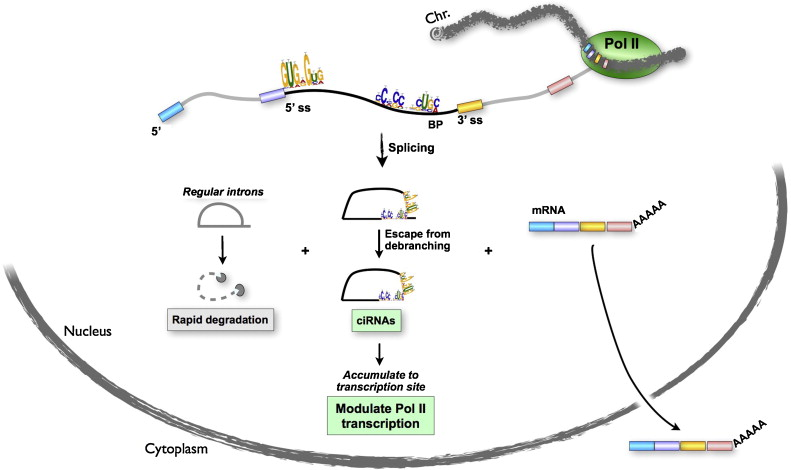 Chr.
Pol II
5'
5' ss
BP
3' ss
Splicing
Regular introns
Rapid degradation
+
Escape from
debranching
ciRNAs
Accumulate to
transcription site
Modulate Pol II
transcription
+
mRNA
AAAAA
Nucleus
Cytoplasm
AAAAA